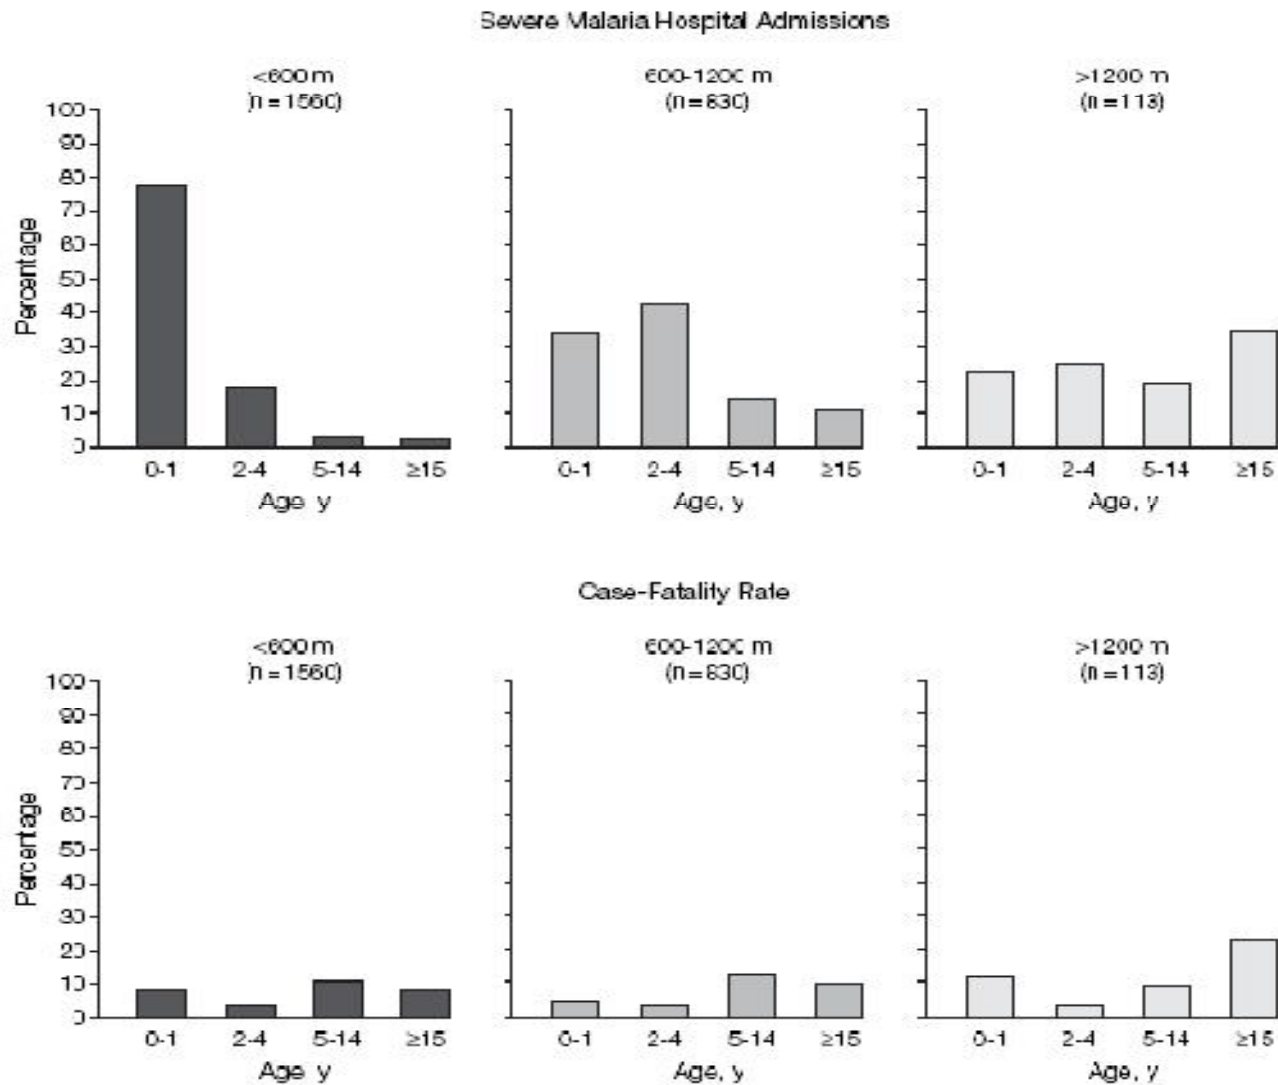 Severe Malaria Hospital Admissions
<600 m 600-1200 m >1200 m
(n=1560) (n=830) (n=113)
100
90
80
70
60
50
40
30
20
10
0
Percentage
0-1 2-4 5-14 ≥15 0-1 2-4 5-14 ≥15 0-1 2-4 5-14 ≥15
Age y Age, y Age, y
Case-Fatality Rate
<600 m 600-1200 m >1200 m
(n=1560) (n=830) (n=113)
100
90
80
70
60
50
40
30
20
10
0
Percentage
0-1 2-4 5-14 ≥15 0-1 2-4 5-14 ≥15 0-1 2-4 5-14 ≥15
Age y Age, y Age, y